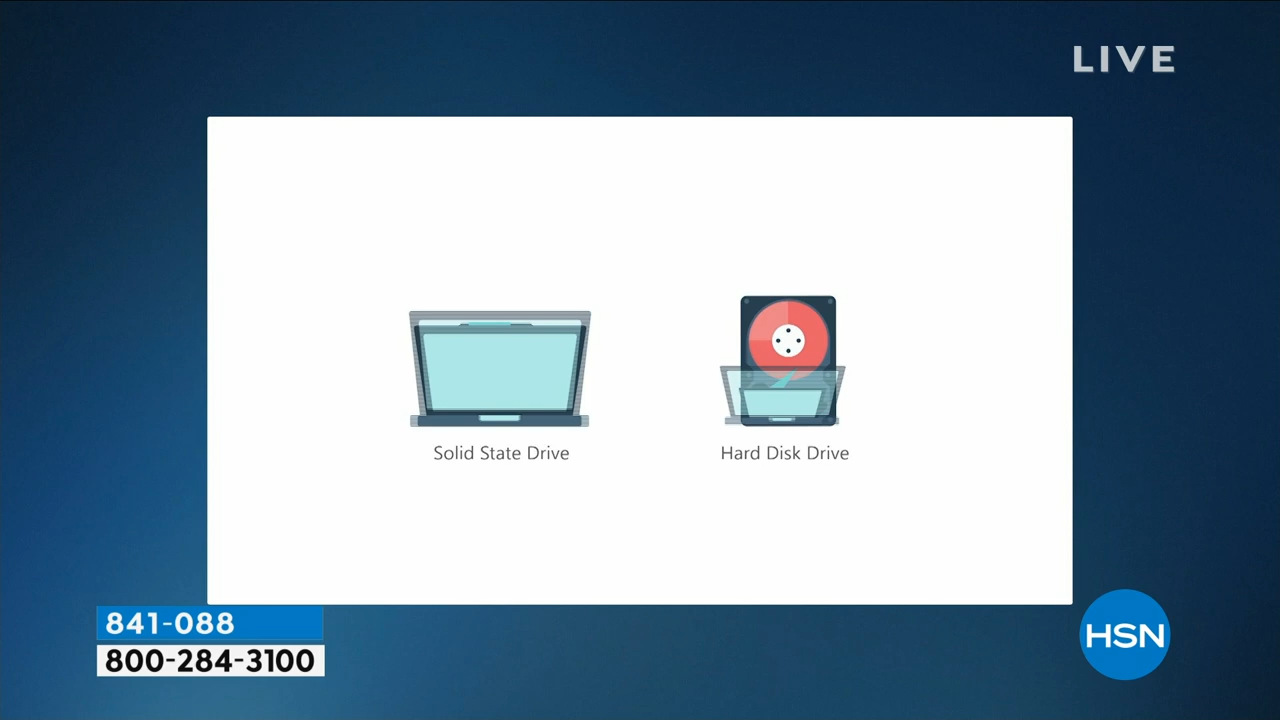 LIVE
Solid State Drive
Hard Disk Drive
841-088
800-284-3100
HSN